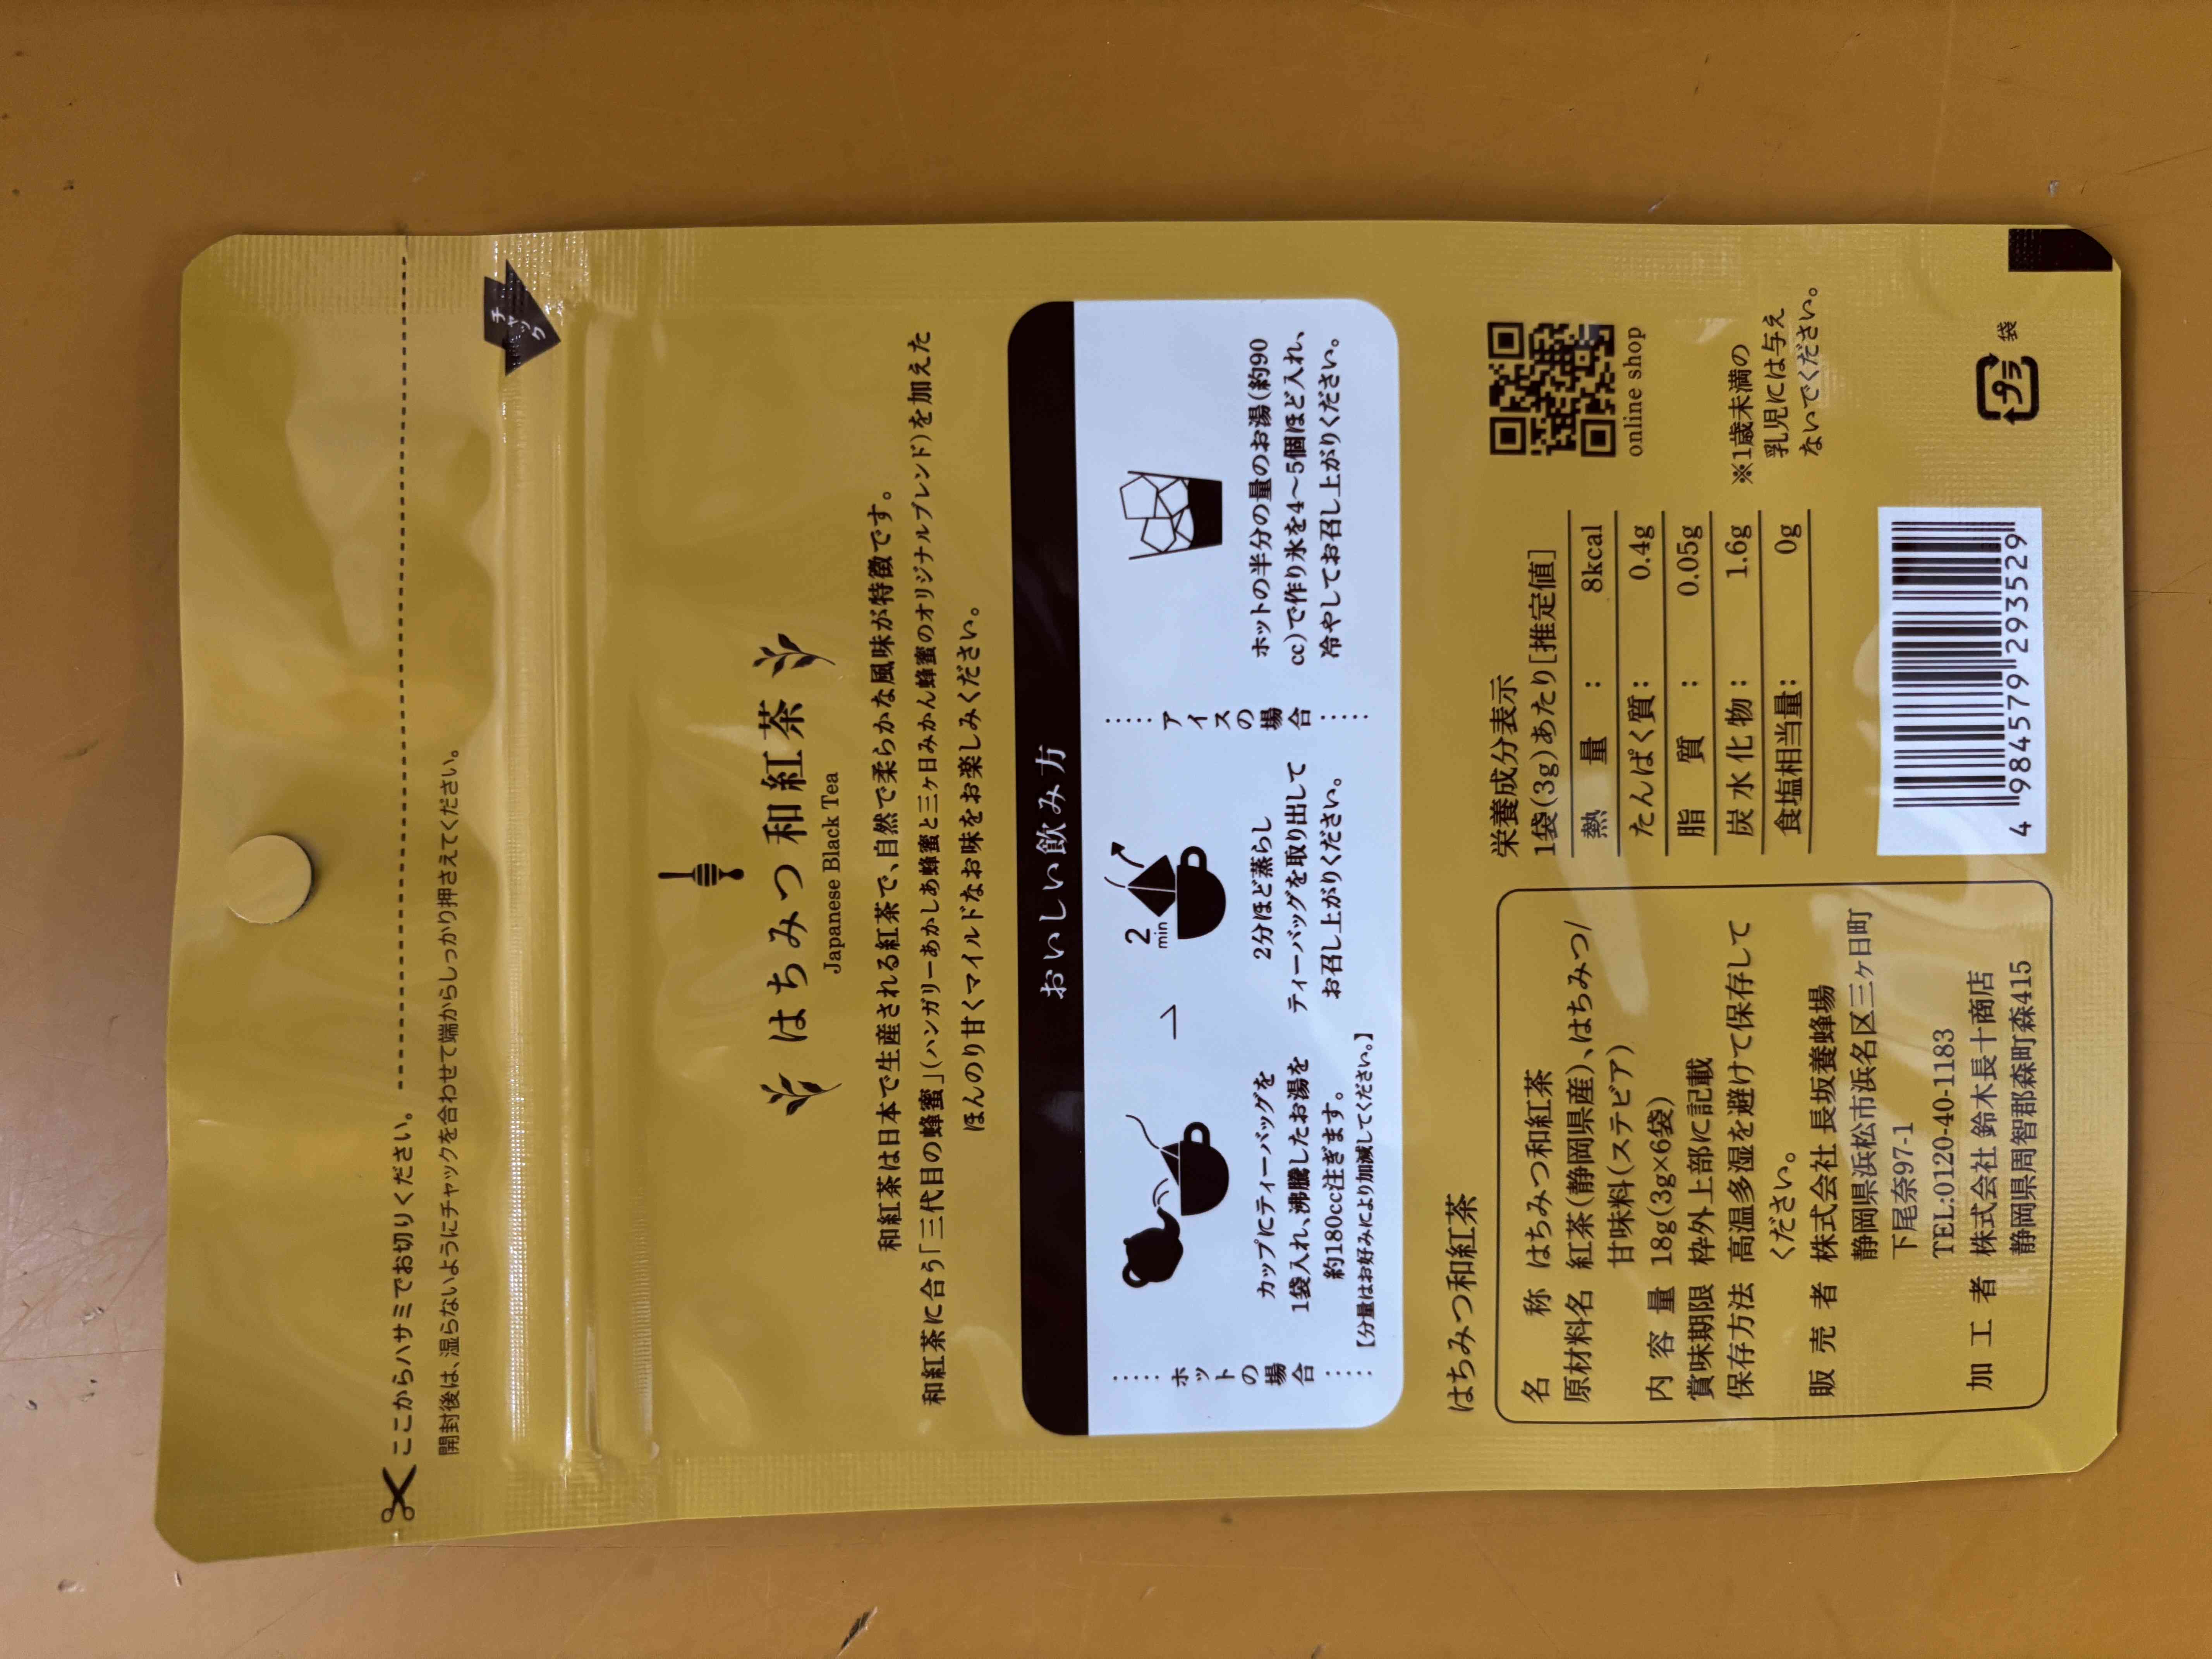 ここからハサミでお切りください。
開封後は、湿らないようにチャックを合わせて端からしっかり押さえてください。
チャック
はちみつ和紅茶
Japanese Black Tea
和紅茶は日本で生産される紅茶で、自然で柔らかな風味が特徴です。
和紅茶に合う「三代目の蜂蜜」(ハンガリーあかしあ蜂蜜と三ヶ日みかん蜂蜜のオリジナルブレンド)を加えた
ほんのり甘くマイルドなお味をお楽しみください。
おいしい飲み方
ホットの場合
カップにティーバッグを
1袋入れ、沸騰したお湯を
約180cc注ぎます。
【分量はお好みにより加減してください。】
2
min
2分ほど蒸らし
ティーバッグを取り出して
お召し上がりください。
アイスの場合
ホットの半分の量のお湯(約90
cc)で作り氷を4〜5個ほど入れ、
冷やしてお召し上がりください。
はちみつ和紅茶
名称 はちみつ和紅茶
原材料名 紅茶(静岡県産)、はちみつ/
甘味料(ステビア)
内容量 18g(3g×6袋)
賞味期限 枠外上部に記載
保存方法 高温多湿を避けて保存して
ください。
販売者 株式会社 長坂養蜂場
静岡県浜松市浜名区三ヶ日町
下尾奈97-1
TEL:0120-40-1183
加工者 株式会社 鈴木長十商店
静岡県周智郡森町森415
栄養成分表示
1袋(3g)あたり[推定値]
熱量: 8kcal
たんぱく質: 0.4g
脂質: 0.05g
炭水化物: 1.6g
食塩相当量: 0g
online shop
※1歳未満の
乳児には与え
ないでください。
4 984579 293529
プラ
袋